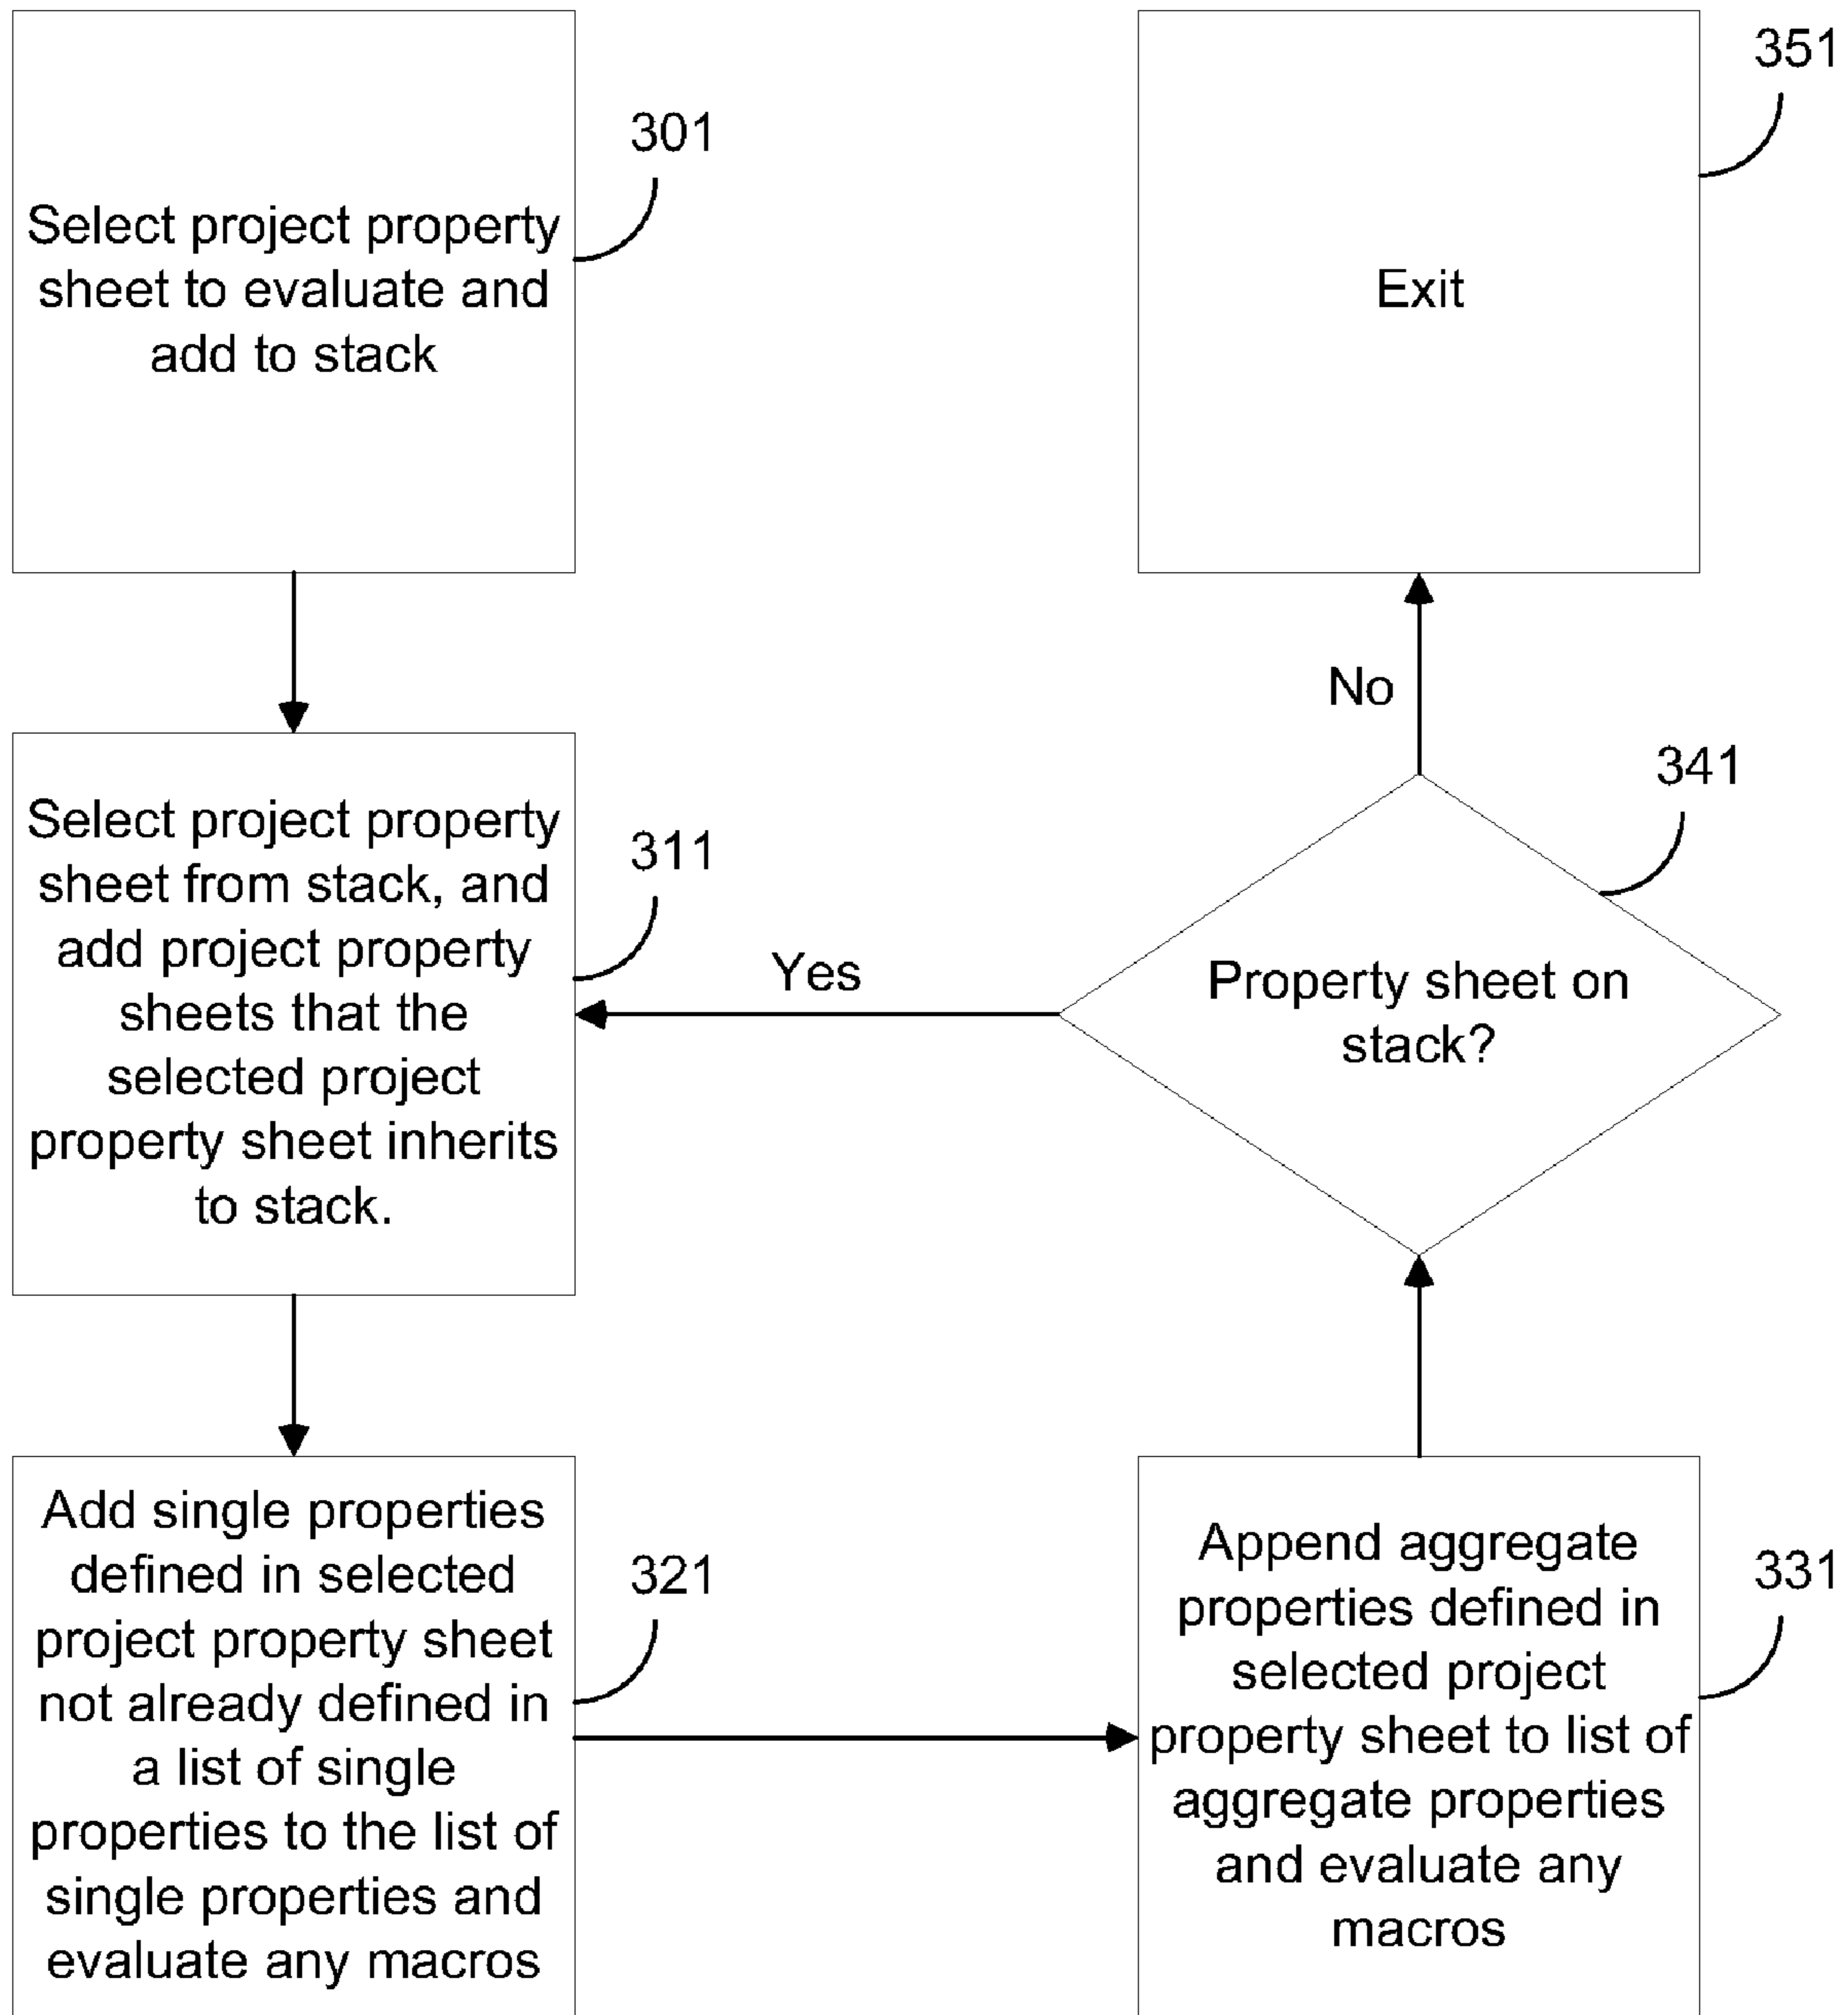 Select project property
sheet to evaluate and
add to stack
301
Select project property
sheet from stack, and
add project property
sheets that the
selected project
property sheet inherits
to stack.
311
Add single properties
defined in selected
project property sheet
not already defined in
a list of single
properties to the list of
single properties and
evaluate any macros
321
Append aggregate
properties defined in
selected project
property sheet to list of
aggregate properties
and evaluate any
macros
331
Property sheet on
stack?
341
Yes
No
Exit
351